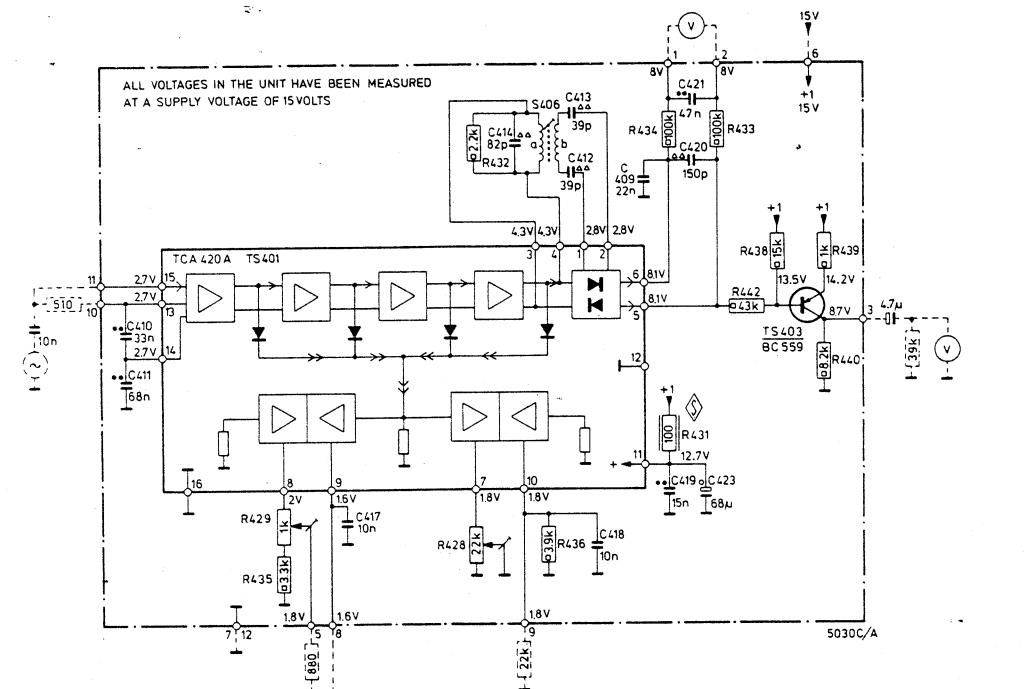 15V
V
1
2
6
8V
8V
+1
15V
ALL VOLTAGES IN THE UNIT HAVE BEEN MEASURED
AT A SUPPLY VOLTAGE OF 15 VOLTS
C421
47n
S406
C413
39p
2.2k
C414
82p
R432
a
b
C412
39p
R434
100k
100k
R433
C420
150p
C
409
22n
4,3V
4,3V
2,8V
2,8V
3
4
1
2
+1
+1
R438
15k
1k
R439
TCA 420A TS401
11
2,7V
15
6
8,1V
13.5V
14.2V
510
2,7V
13
R442
43k
8,1V
5
8,7V
3
4.7µ
10
C410
33n
10n
~
2,7V
14
TS403
BC 559
8.2k
R440
39k
V
C411
68n
12
+1
100
R431
S
+
11
12.7V
C419
15n
C423
68µ
16
8
9
7
10
2V
1.6V
1.8V
1.8V
R429
1k
C417
10n
R428
22k
3.9k
R436
C418
10n
R435
3.3k
1.8V
1.6V
1.8V
7
12
5
8
9
5030C/A
880
22k